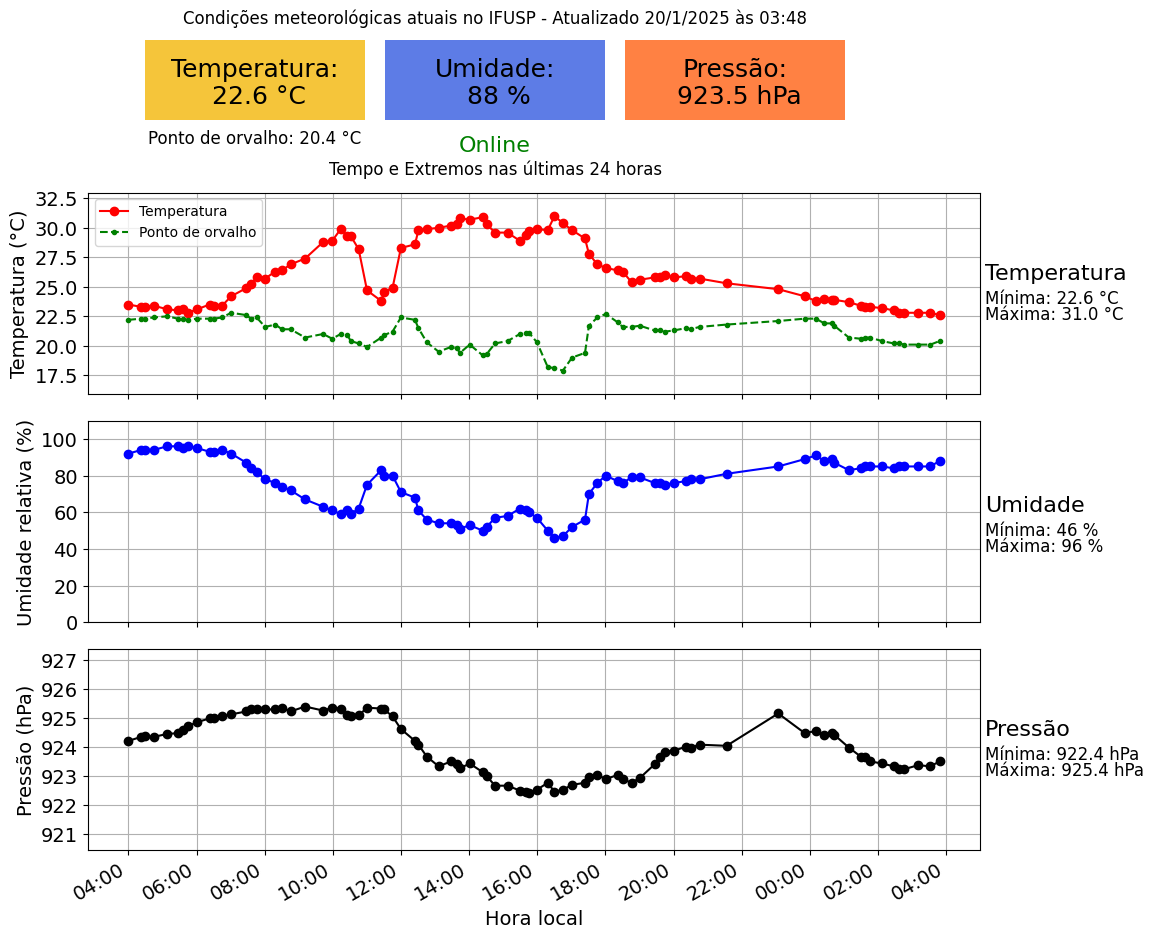 Condições meteorológicas atuais no IFUSP - Atualizado 20/1/2025 às 03:48
Temperatura:
22.6 °C
Umidade:
88 %
Pressão:
923.5 hPa
Ponto de orvalho: 20.4 °C
Online
Tempo e Extremos nas últimas 24 horas
Temperatura (°C)
32.5
30.0
27.5
25.0
22.5
20.0
17.5
Temperatura
Ponto de orvalho
Temperatura
Mínima: 22.6 °C
Máxima: 31.0 °C
Umidade relativa (%)
100
80
60
40
20
0
Umidade
Mínima: 46 %
Máxima: 96 %
Pressão (hPa)
927
926
925
924
923
922
921
Pressão
Mínima: 922.4 hPa
Máxima: 925.4 hPa
04:00 06:00 08:00 10:00 12:00 14:00 16:00 18:00 20:00 22:00 00:00 02:00 04:00
Hora local